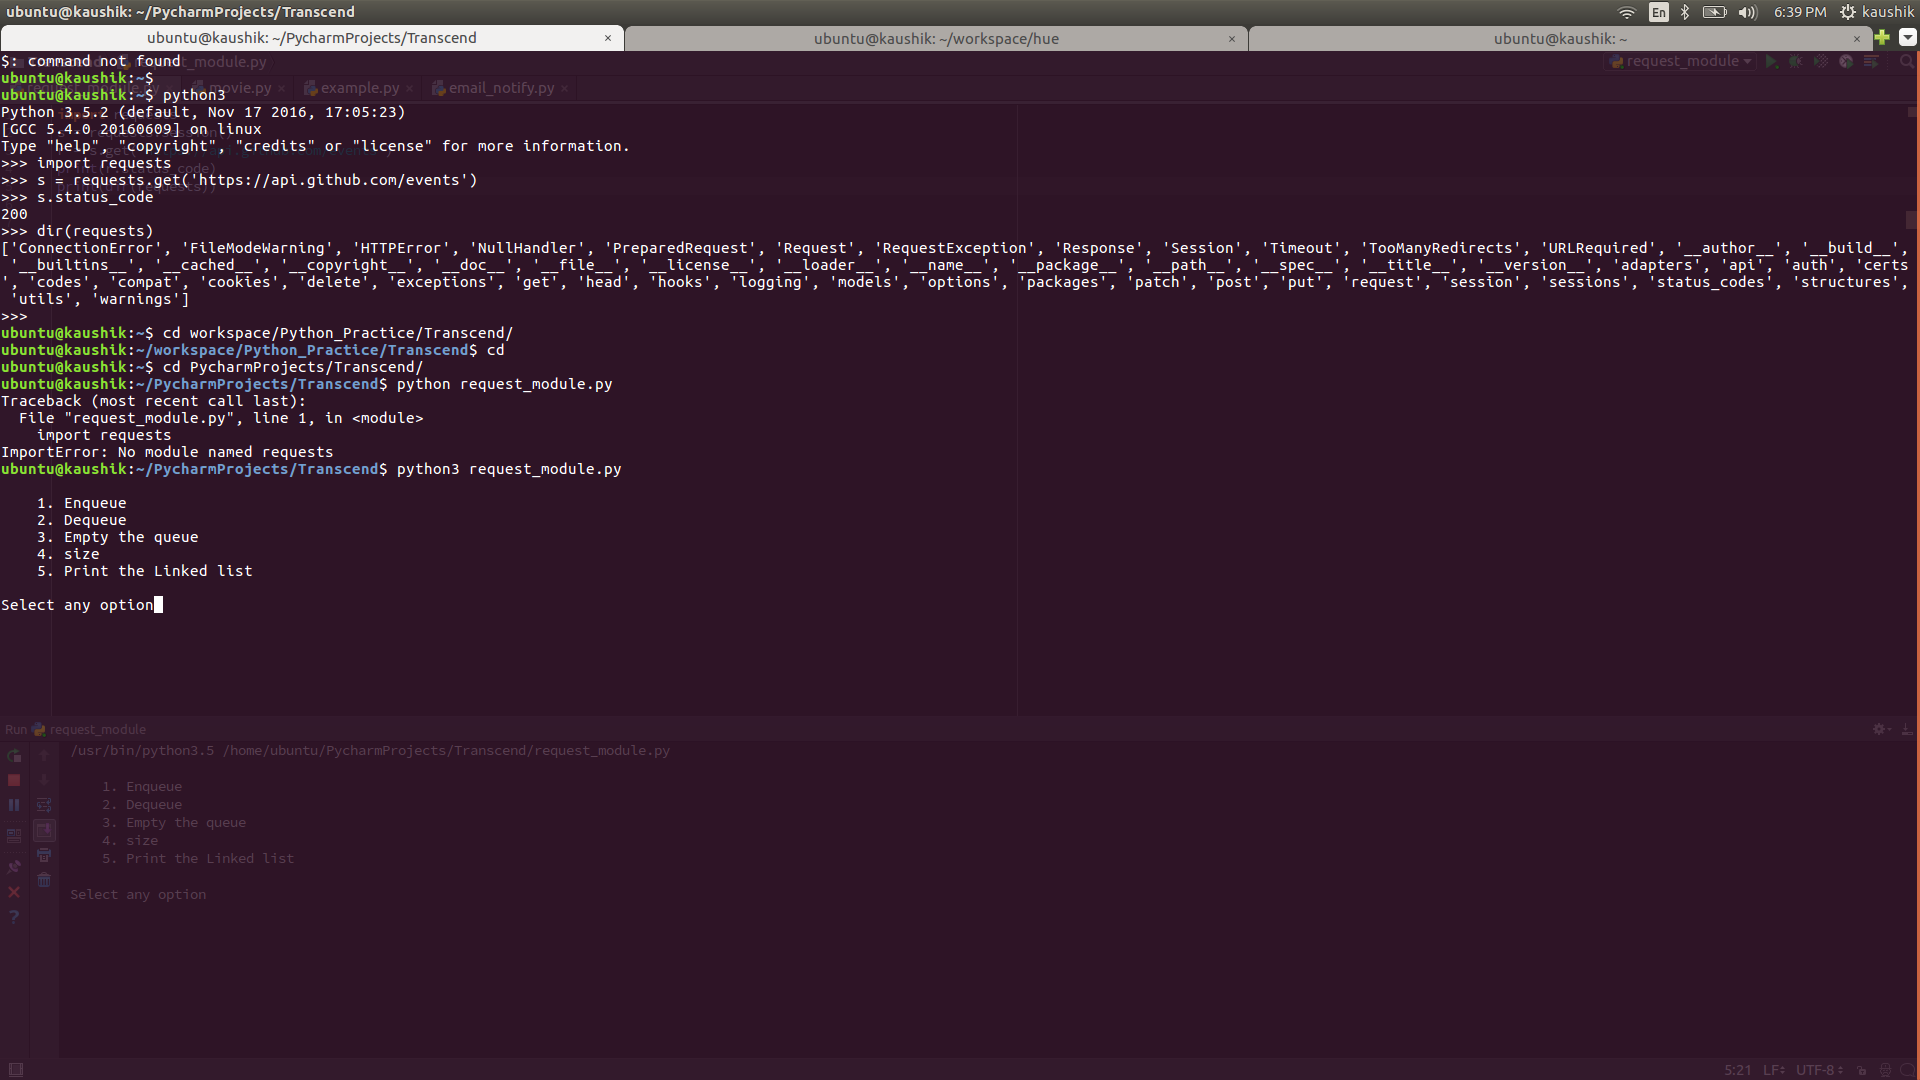 ubuntu@kaushik: ~/PycharmProjects/Transcend
En
6:39 PM
kaushik
ubuntu@kaushik: ~/PycharmProjects/Transcend ×
ubuntu@kaushik: ~/workspace/hue ×
ubuntu@kaushik: ~ ×
$: command not found
request_module.py
request_module
ubuntu@kaushik:~$
movie.py ×
example.py ×
email_notify.py ×
ubuntu@kaushik:~$ python3
Python 3.5.2 (default, Nov 17 2016, 17:05:23)
[GCC 5.4.0 20160609] on linux
Type "help", "copyright", "credits" or "license" for more information.
>>> import requests
>>> s = requests.get('https://api.github.com/events')
>>> s.status_code
200
>>> dir(requests)
['ConnectionError', 'FileModeWarning', 'HTTPError', 'NullHandler', 'PreparedRequest', 'Request', 'RequestException', 'Response', 'Session', 'Timeout', 'TooManyRedirects', 'URLRequired', '__author__', '__build__',
 '__builtins__', '__cached__', '__copyright__', '__doc__', '__file__', '__license__', '__loader__', '__name__', '__package__', '__path__', '__spec__', '__title__', '__version__', 'adapters', 'api', 'auth', 'certs
', 'codes', 'compat', 'cookies', 'delete', 'exceptions', 'get', 'head', 'hooks', 'logging', 'models', 'options', 'packages', 'patch', 'post', 'put', 'request', 'session', 'sessions', 'status_codes', 'structures',
 'utils', 'warnings']
>>>
ubuntu@kaushik:~$ cd workspace/Python_Practice/Transcend/
ubuntu@kaushik:~/workspace/Python_Practice/Transcend$ cd
ubuntu@kaushik:~$ cd PycharmProjects/Transcend/
ubuntu@kaushik:~/PycharmProjects/Transcend$ python request_module.py
Traceback (most recent call last):
  File "request_module.py", line 1, in <module>
    import requests
ImportError: No module named requests
ubuntu@kaushik:~/PycharmProjects/Transcend$ python3 request_module.py
    1. Enqueue
    2. Dequeue
    3. Empty the queue
    4. size
    5. Print the Linked list
Select any option
Run request_module
/usr/bin/python3.5 /home/ubuntu/PycharmProjects/Transcend/request_module.py
    1. Enqueue
    2. Dequeue
    3. Empty the queue
    4. size
    5. Print the Linked list
Select any option
5:21 LF UTF-8